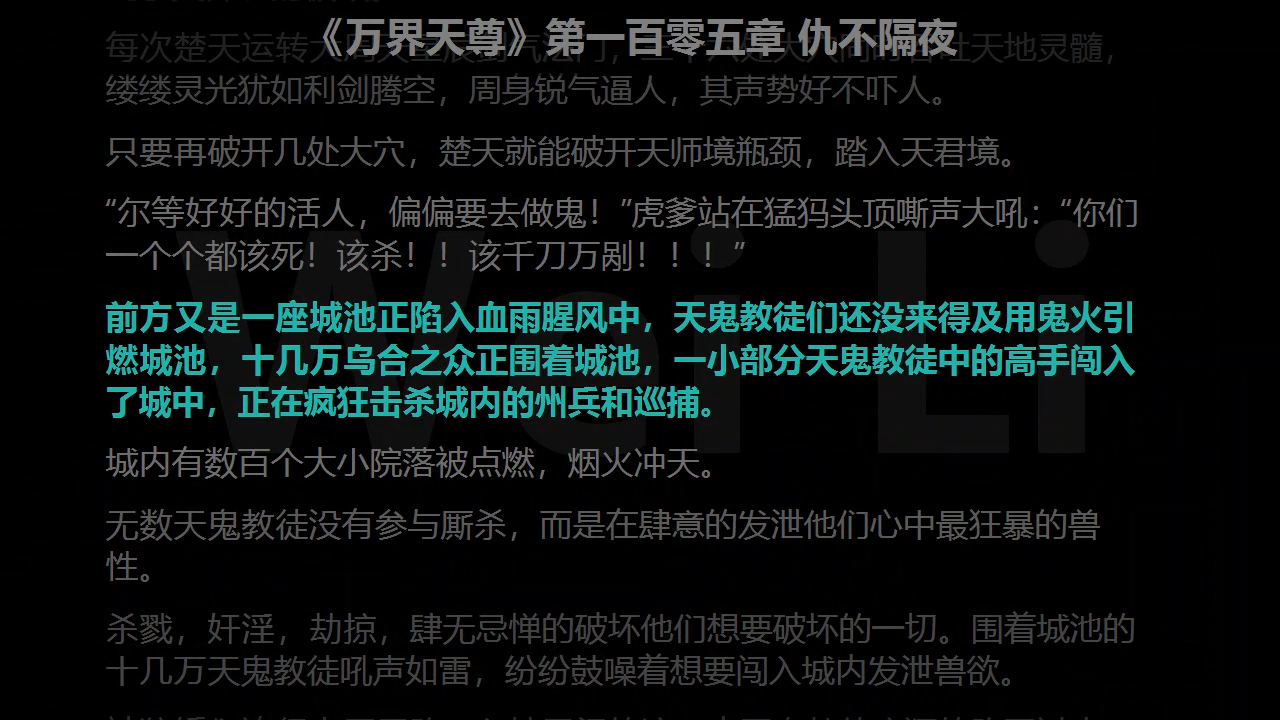 《万界天尊》第一百零五章 仇不隔夜
每次楚天运转大周天星辰
天地灵髓，
缕缕灵光犹如利剑腾空，周身锐气逼人，其声势好不吓人。
只要再破开几处大穴，楚天就能破开天师境瓶颈，踏入天君境。
“尔等好好的活人，偏偏要去做鬼！”虎爹站在猛犸头顶嘶声大吼：“你们
一个个都该死！该杀！！该千刀万剐！！！”
前方又是一座城池正陷入血雨腥风中，天鬼教徒们还没来得及用鬼火引
燃城池，十几万乌合之众正围着城池，一小部分天鬼教徒中的高手闯入
了城中，正在疯狂击杀城内的州兵和巡捕。
城内有数百个大小院落被点燃，烟火冲天。
无数天鬼教徒没有参与厮杀，而是在肆意的发泄他们心中最狂暴的兽
性。
杀戮，奸淫，劫掠，肆无忌惮的破坏他们想要破坏的一切。围着城池的
十几万天鬼教徒吼声如雷，纷纷鼓噪着想要闯入城内发泄兽欲。
Wei Li